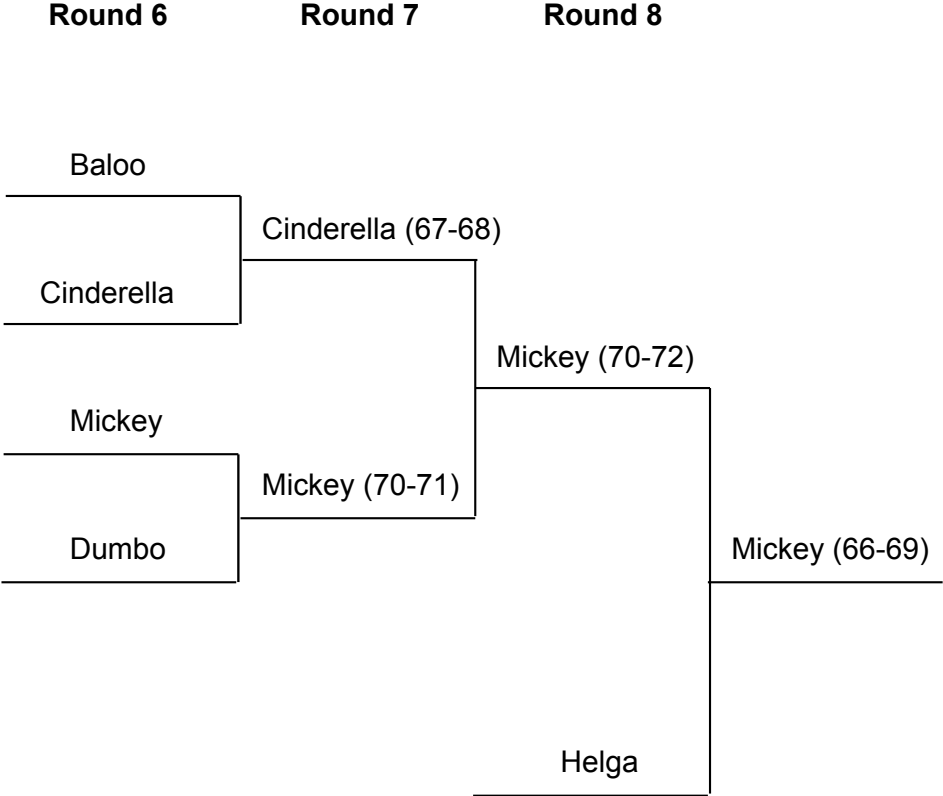 Round 6 Round 7 Round 8
Baloo
Cinderella (67-68)
Cinderella
Mickey (70-72)
Mickey
Mickey (70-71)
Dumbo
Mickey (66-69)
Helga